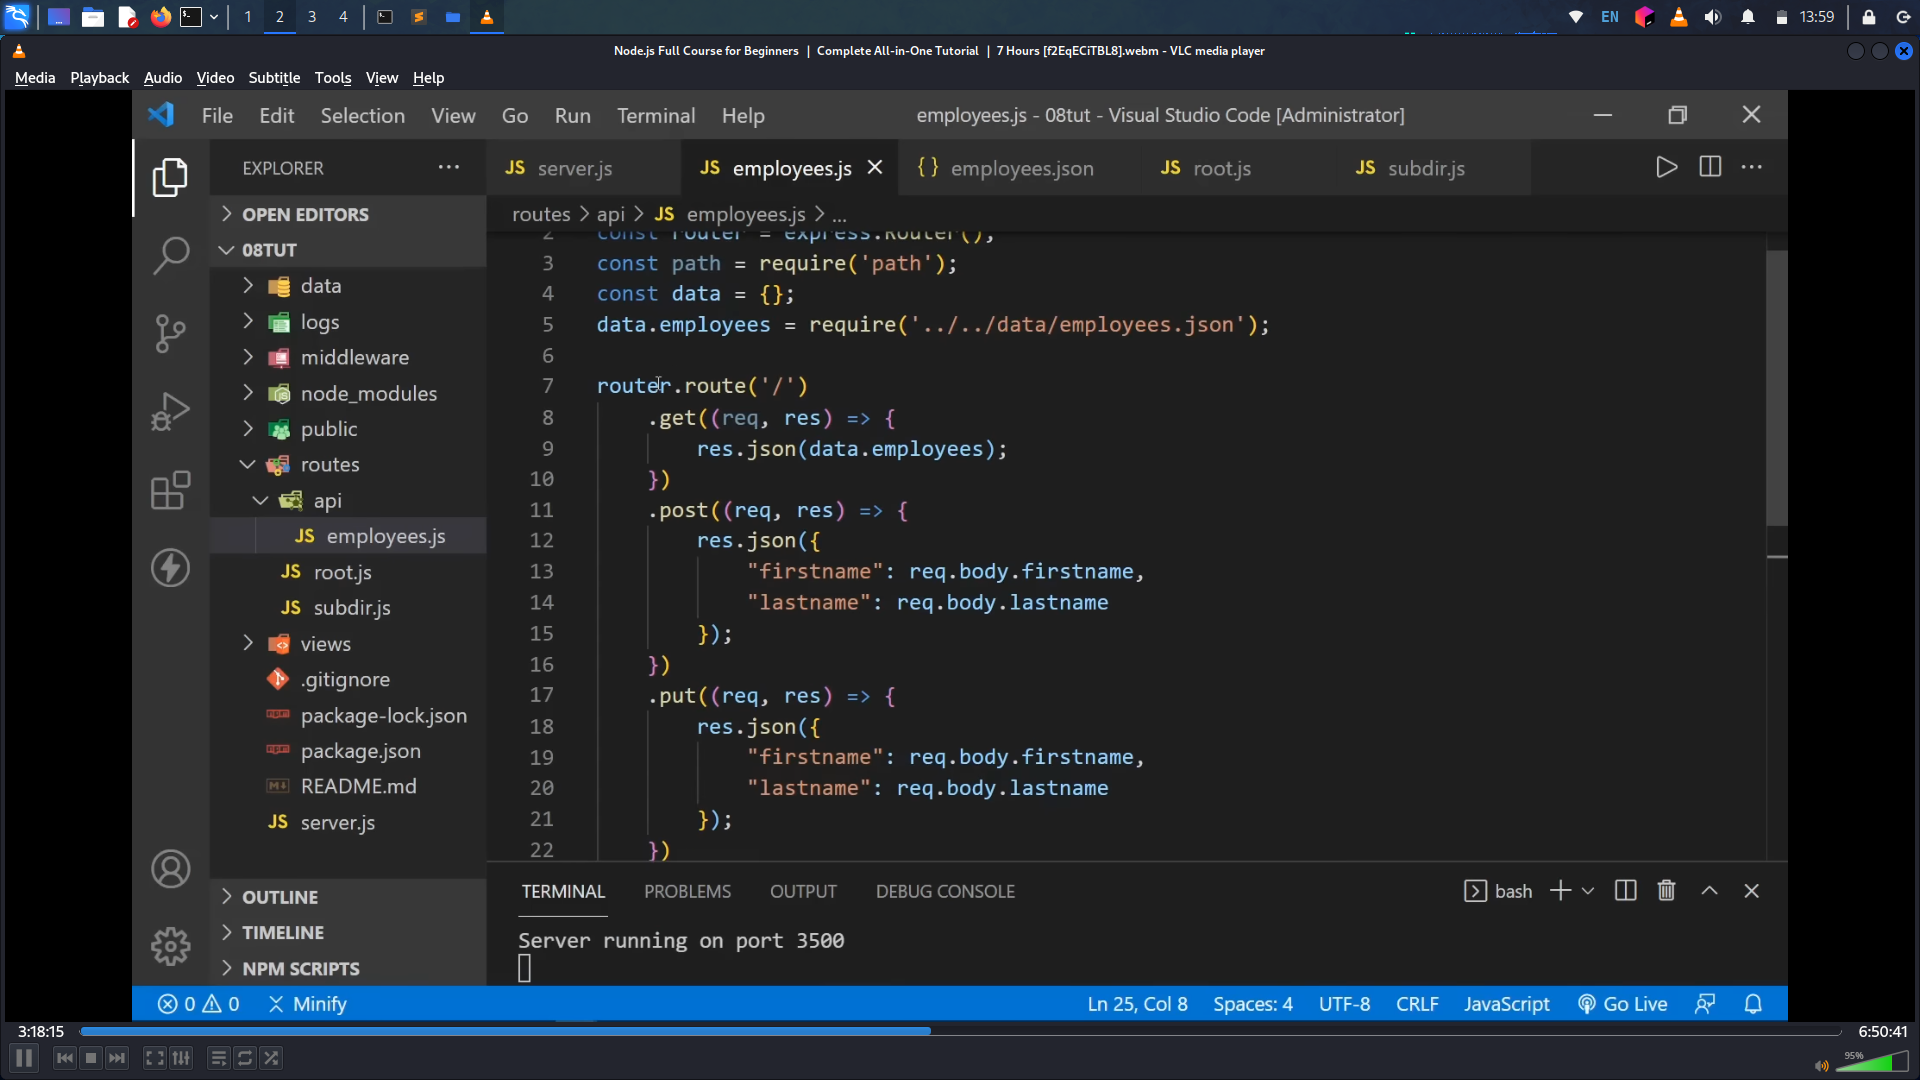 1 2 3 4
EN
13:59
Node.js Full Course for Beginners | Complete All-in-One Tutorial | 7 Hours [f2EqECiTBL8].webm - VLC media player
Media Playback Audio Video Subtitle Tools View Help
File Edit Selection View Go Run Terminal Help
employees.js - 08tut - Visual Studio Code [Administrator]
EXPLORER
OPEN EDITORS
08TUT
data
logs
middleware
node_modules
public
routes
api
JS employees.js
JS root.js
JS subdir.js
views
.gitignore
package-lock.json
package.json
README.md
JS server.js
OUTLINE
TIMELINE
NPM SCRIPTS
JS server.js
JS employees.js
{} employees.json
JS root.js
JS subdir.js
routes > api > JS employees.js > ...
2 const router = express.Router();
3 const path = require('path');
4 const data = {};
5 data.employees = require('../../data/employees.json');
6
7 router.route('/')
8 .get((req, res) => {
9 res.json(data.employees);
10 })
11 .post((req, res) => {
12 res.json({
13 "firstname": req.body.firstname,
14 "lastname": req.body.lastname
15 });
16 })
17 .put((req, res) => {
18 res.json({
19 "firstname": req.body.firstname,
20 "lastname": req.body.lastname
21 });
22 })
TERMINAL PROBLEMS OUTPUT DEBUG CONSOLE
bash
Server running on port 3500
0 0 Minify
Ln 25, Col 8 Spaces: 4 UTF-8 CRLF JavaScript Go Live
3:18:15
6:50:41
95%